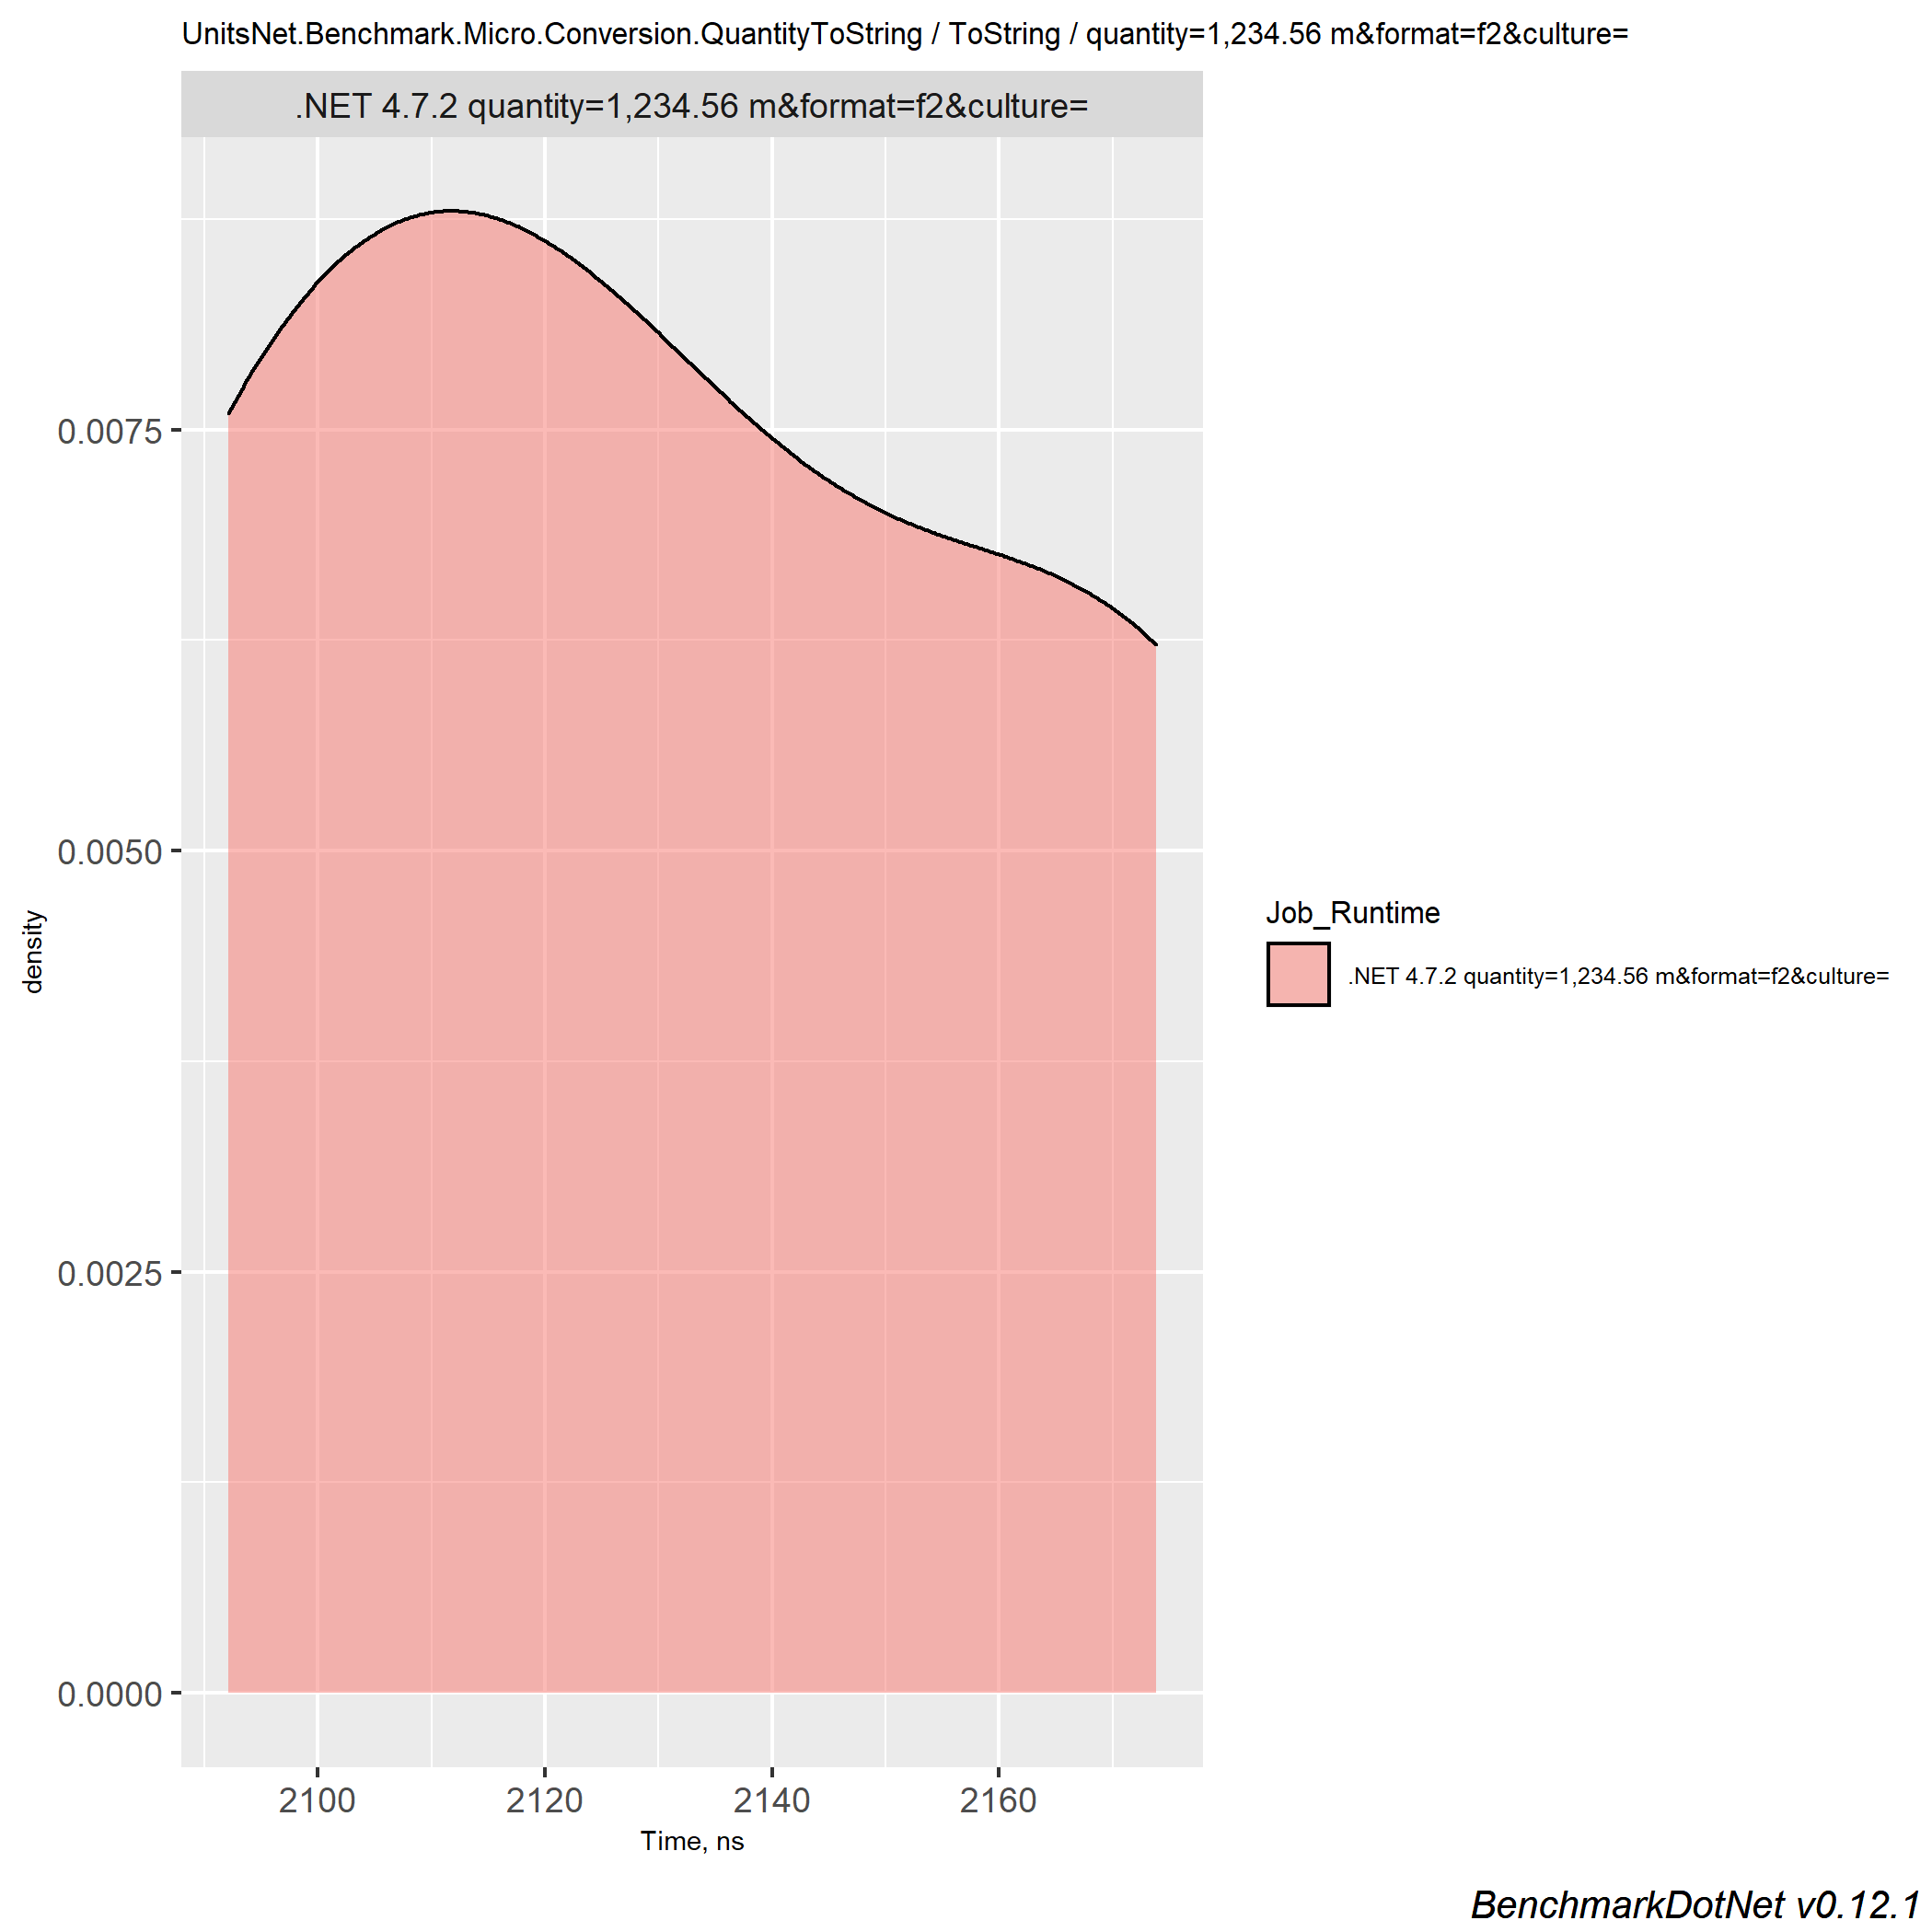 UnitsNet.Benchmark.Micro.Conversion.QuantityToString / ToString / quantity=1,234.56 m&format=f2&culture=
.NET 4.7.2 quantity=1,234.56 m&format=f2&culture=
0.0075
0.0050
0.0025
0.0000
density
2100 2120 2140 2160
Time, ns
Job_Runtime
.NET 4.7.2 quantity=1,234.56 m&format=f2&culture=
BenchmarkDotNet v0.12.1